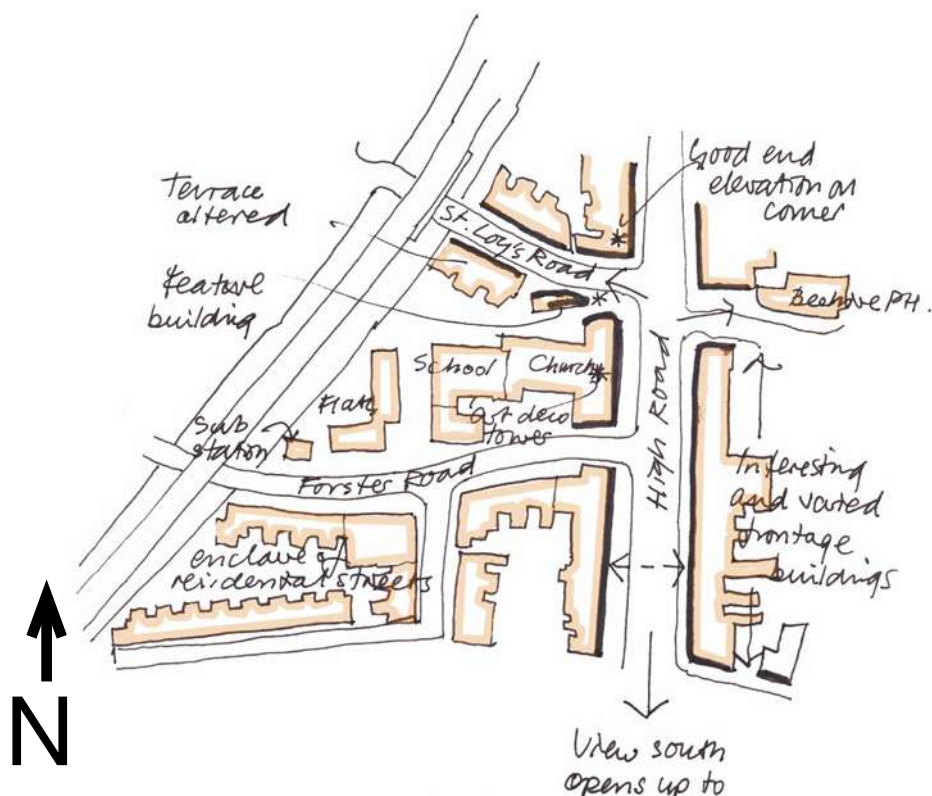 Good end
elevation on
corner
Terrace
altered
St. Loy's Road
Feature
building
Beehive P.H.
School
Church
Flats
art deco
tower
Sub
station
High Road
Forster Road
Interesting
and varied
frontage
buildings
enclave of
residential streets
N
View south
opens up to